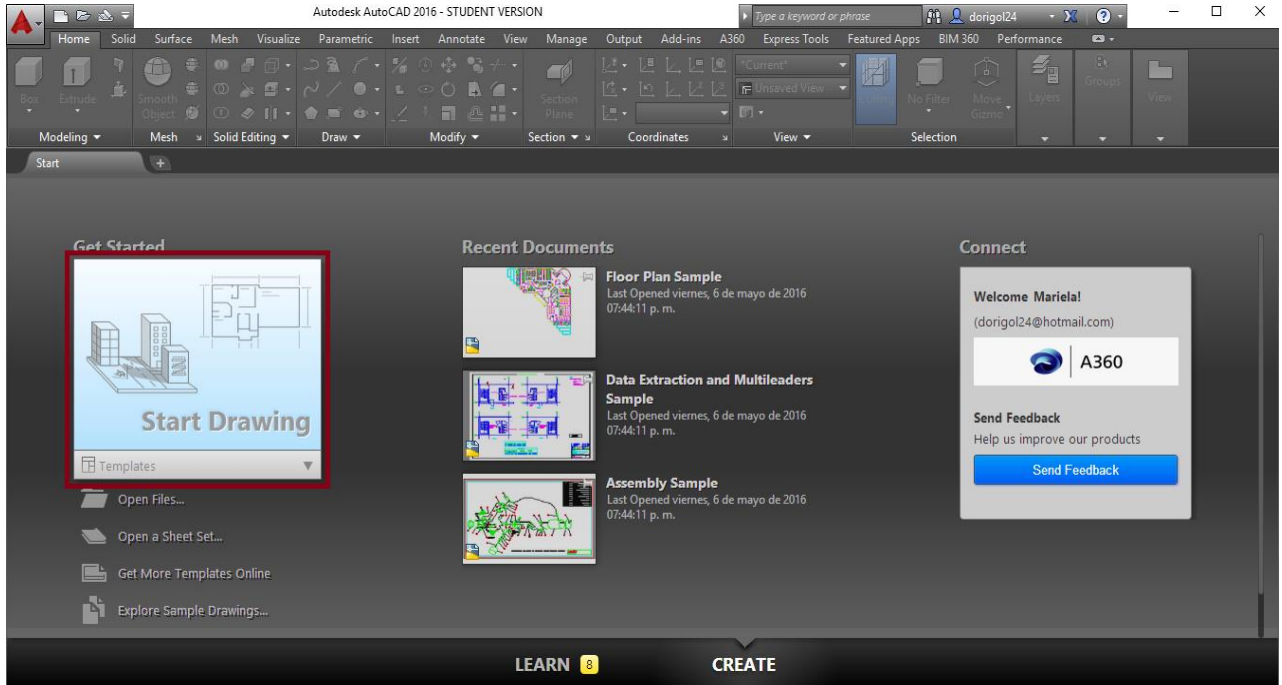 Autodesk AutoCAD 2016 - STUDENT VERSION
Type a keyword or phrase
dorigol24
Home Solid Surface Mesh Visualize Parametric Insert Annotate View Manage Output Add-ins A360 Express Tools Featured Apps BIM 360 Performance
Box
Extrude
Smooth
Object
Section
Plane
*Current*
Unsaved View
Culling
No Filter
Move
Gizmo
Layers
Groups
View
Modeling Mesh Solid Editing Draw Modify Section Coordinates View Selection
Start
Get Started
Start Drawing
Templates
Open Files...
Open a Sheet Set...
Get More Templates Online
Explore Sample Drawings...
Recent Documents
Floor Plan Sample
Last Opened viernes, 6 de mayo de 2016
07:44:11 p. m.
Data Extraction and Multileaders
Sample
Last Opened viernes, 6 de mayo de 2016
07:44:11 p. m.
Assembly Sample
Last Opened viernes, 6 de mayo de 2016
07:44:11 p. m.
Connect
Welcome Mariela!
(dorigol24@hotmail.com)
A360
Send Feedback
Help us improve our products
Send Feedback
LEARN 8
CREATE